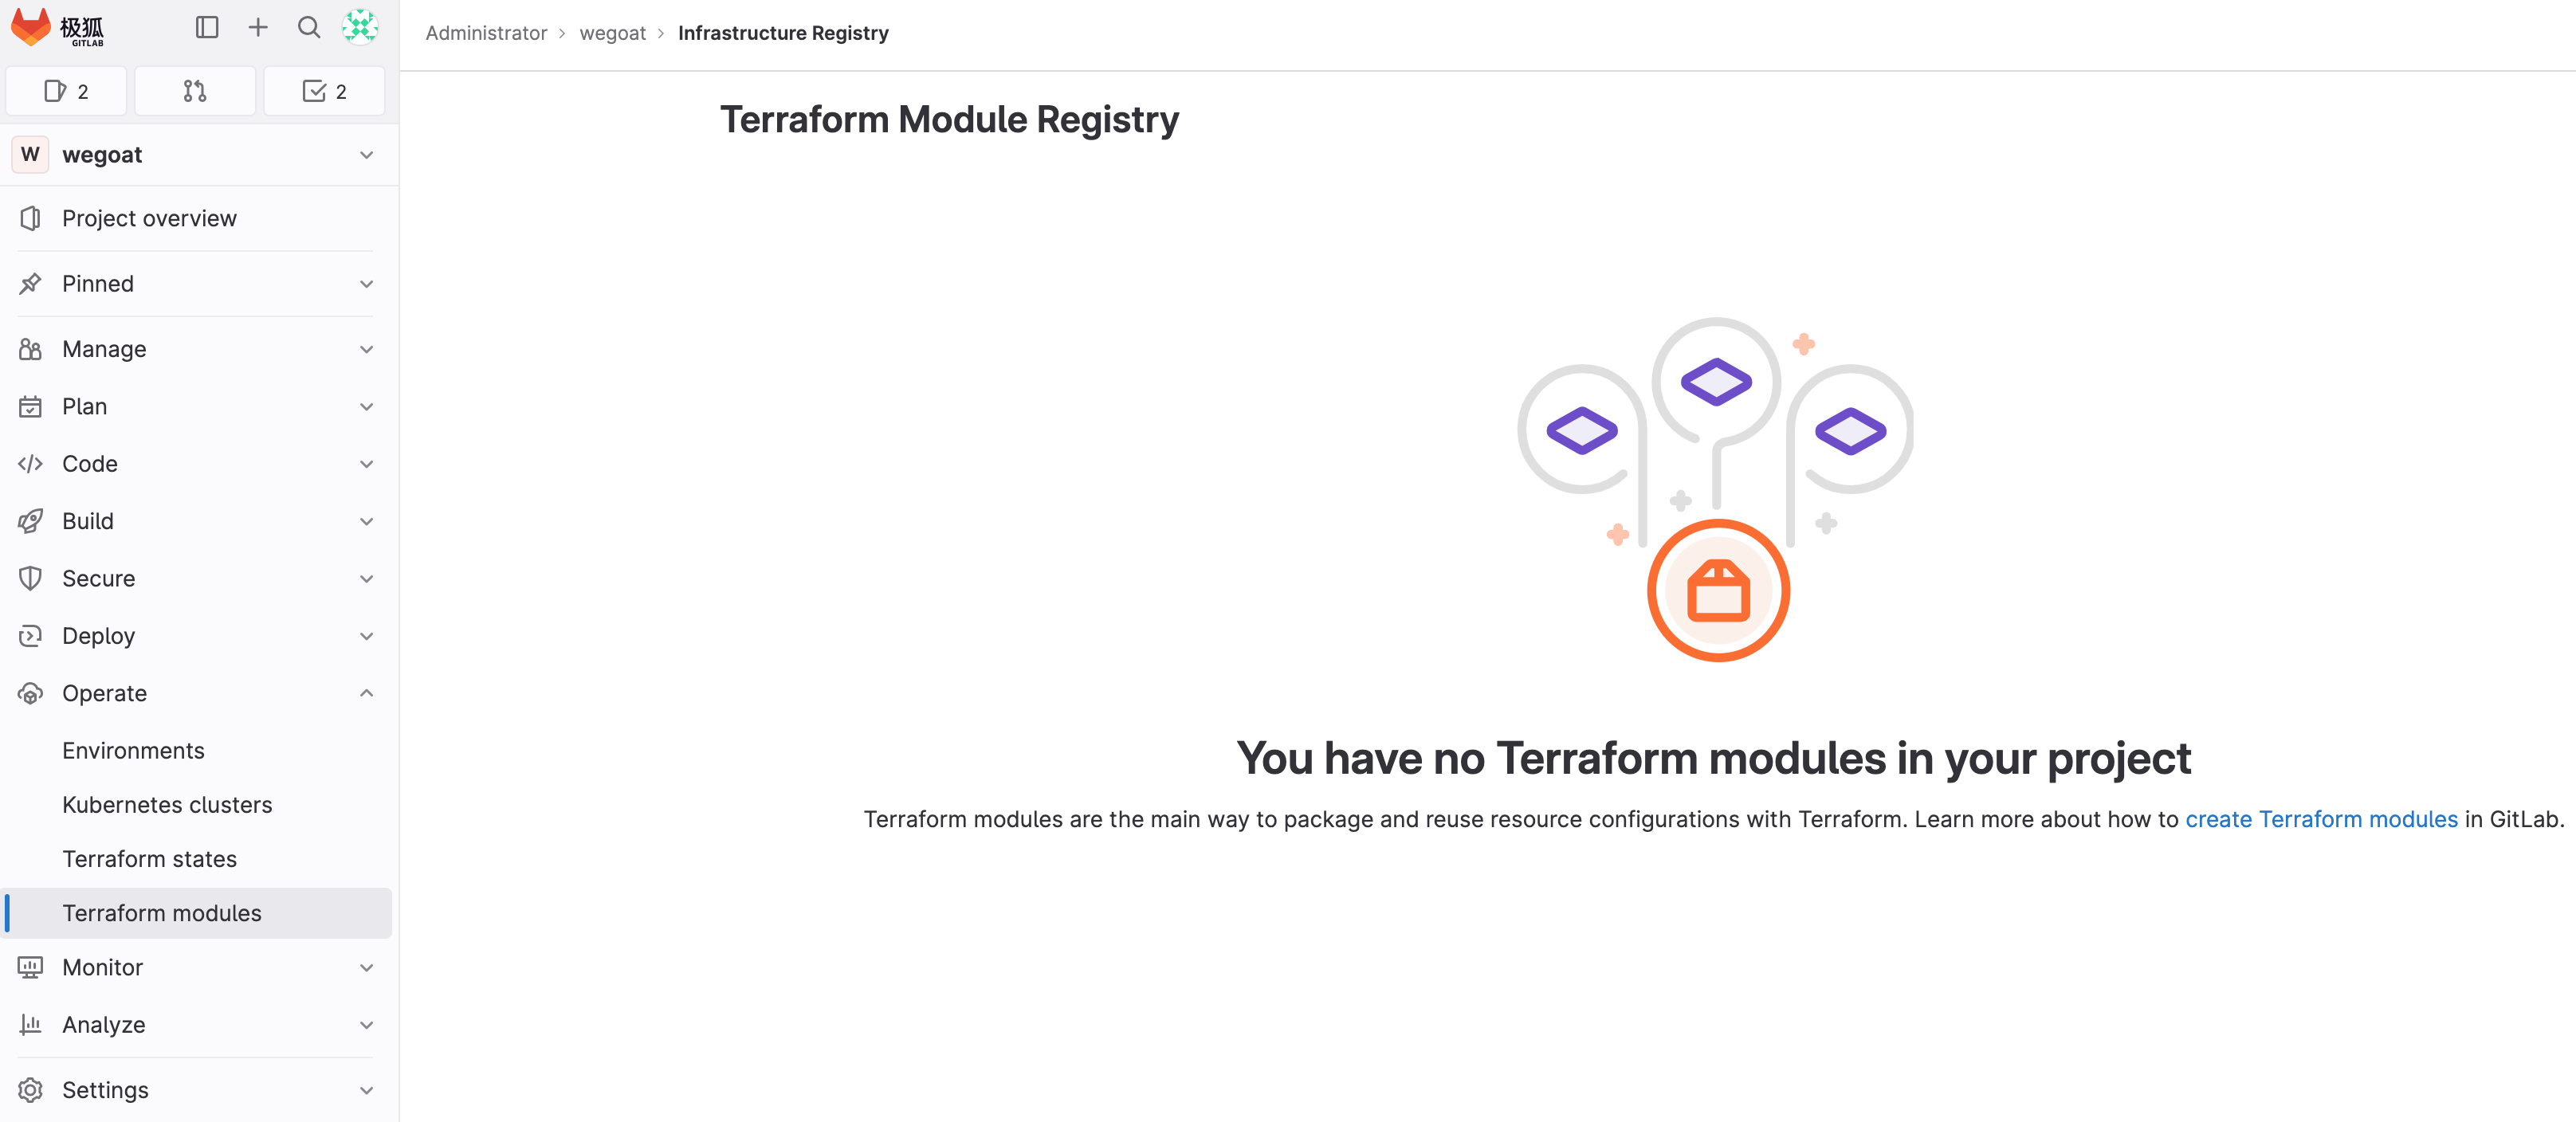 极狐
GITLAB
2
2
W wegoat
Project overview
Pinned
Manage
Plan
Code
Build
Secure
Deploy
Operate
Environments
Kubernetes clusters
Terraform states
Terraform modules
Monitor
Analyze
Settings
Administrator › wegoat › Infrastructure Registry
Terraform Module Registry
You have no Terraform modules in your project
Terraform modules are the main way to package and reuse resource configurations with Terraform. Learn more about how to create Terraform modules in GitLab.